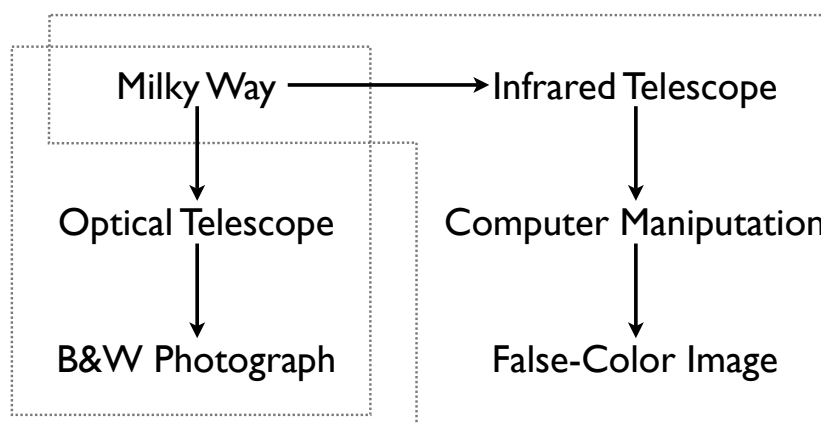 Milky Way
Infrared Telescope
Optical Telescope
Computer Maniputation
B&W Photograph
False-Color Image